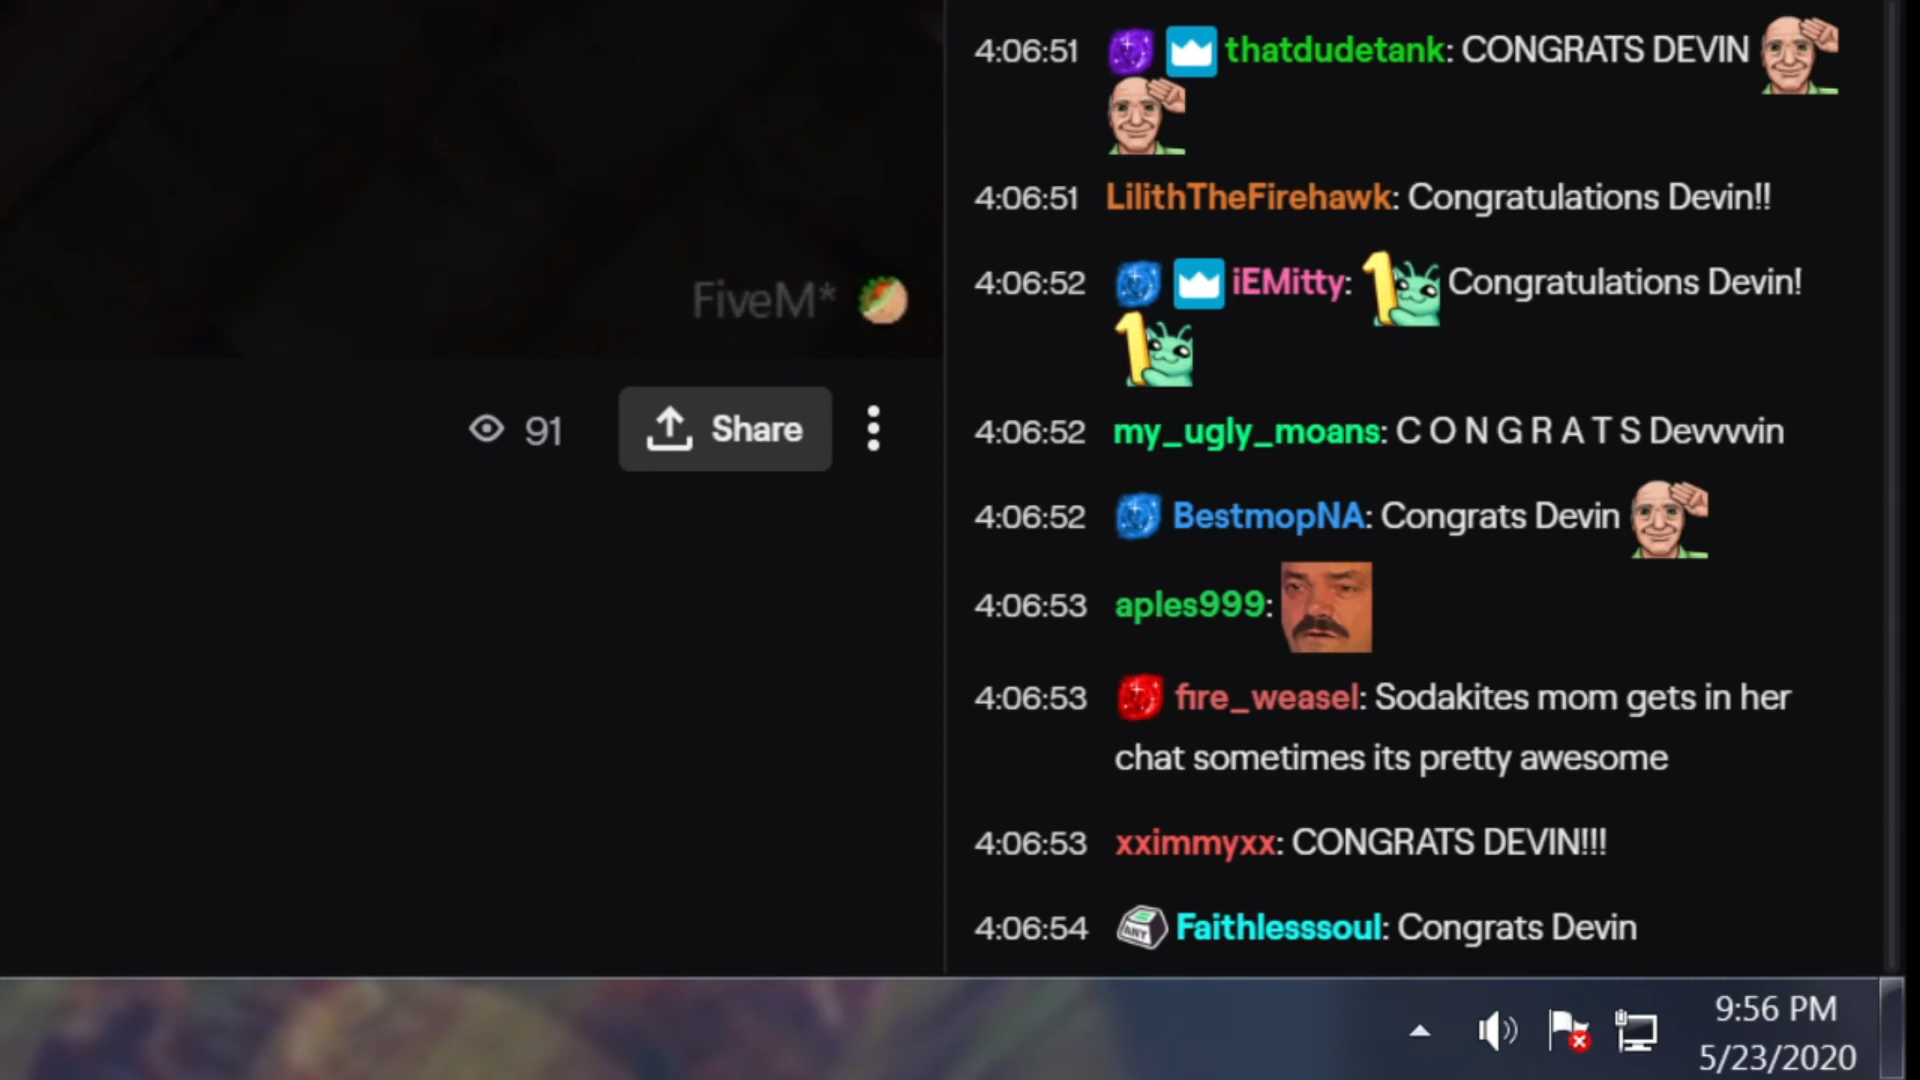 4:06:51 thatdudetank: CONGRATS DEVIN
4:06:51 LilithTheFirehawk: Congratulations Devin!!
4:06:52 iEMitty: 1 Congratulations Devin!
1
FiveM*
91 Share
4:06:52 my_ugly_moans: C O N G R A T S Devvvvin
4:06:52 BestmopNA: Congrats Devin
4:06:53 aples999:
4:06:53 fire_weasel: Sodakites mom gets in her
chat sometimes its pretty awesome
4:06:53 xximmyxx: CONGRATS DEVIN!!!
4:06:54 ANY Faithlesssoul: Congrats Devin
9:56 PM
5/23/2020